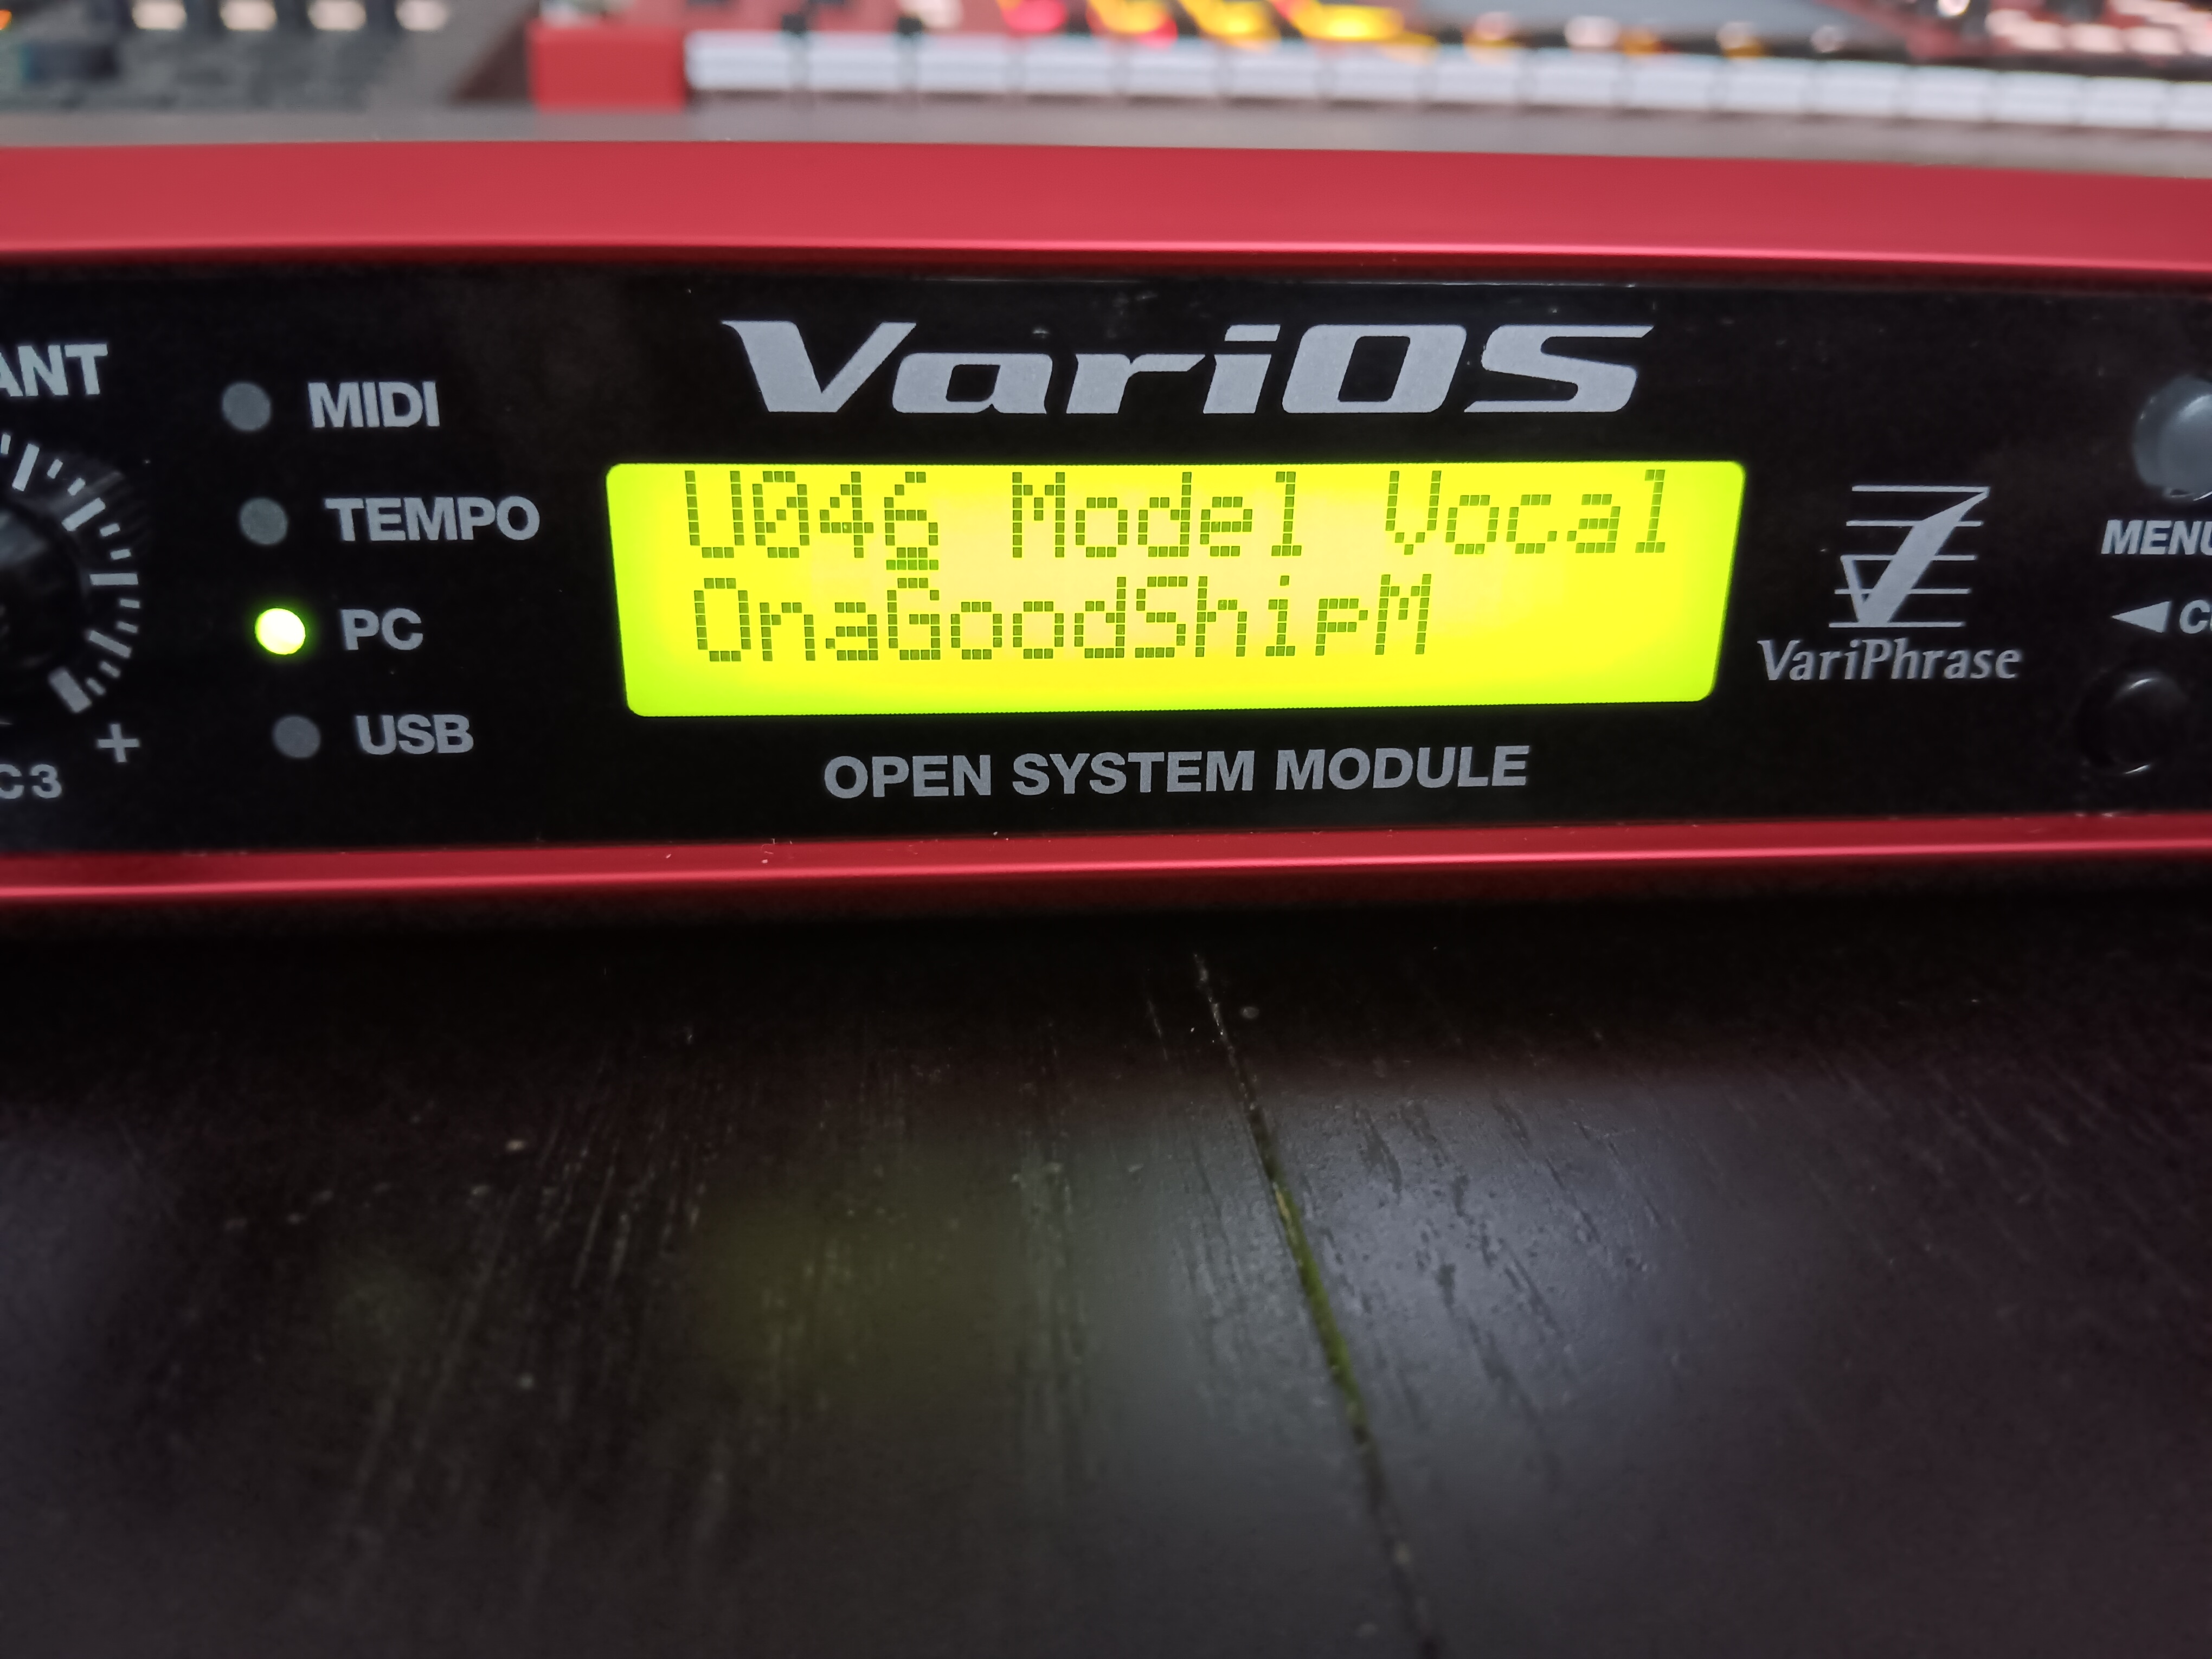 VariOS
ANT
MIDI
TEMPO
PC
USB
+
C3
U046 Model Vocal
OnaGoodShipM
OPEN SYSTEM MODULE
VariPhrase
MENU